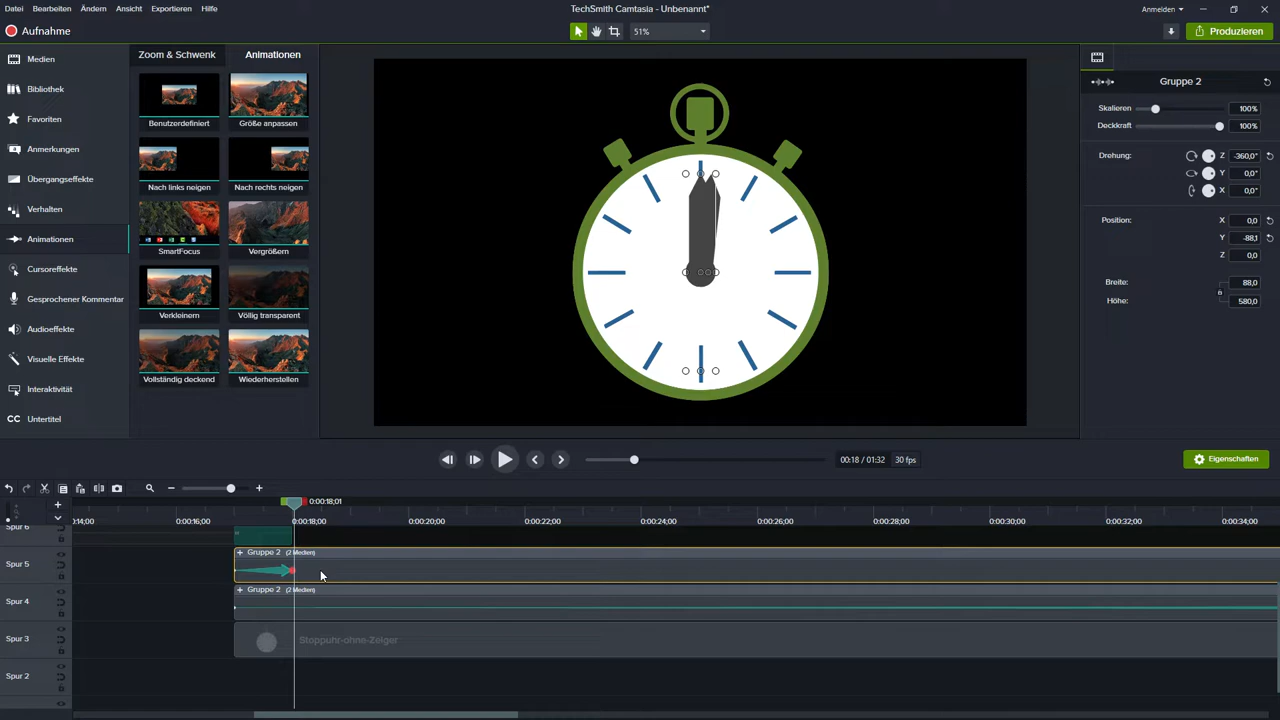 Datei Bearbeiten Ändern Ansicht Exportieren Hilfe TechSmith Camtasia - Unbenannt* Anmelden
Aufnahme 51% Produzieren
Medien
Bibliothek
Favoriten
Anmerkungen
Übergangseffekte
Verhalten
Animationen
Cursoreffekte
Gesprochener Kommentar
Audioeffekte
Visuelle Effekte
Interaktivität
CC Untertitel
Zoom & Schwenk Animationen
Benutzerdefiniert Größe anpassen
Nach links neigen Nach rechts neigen
SmartFocus Vergrößern
Verkleinern Völlig transparent
Vollständig deckend Wiederherstellen
Gruppe 2
Skalieren 100%
Deckkraft 100%
Drehung: Z -360,0°
Y 0,0°
X 0,0°
Position: X 0,0
Y -88,1
Z 0,0
Breite: 88,0
Höhe: 580,0
00:18 / 01:32 30 fps
Eigenschaften
0:00:18;01
:14;00 0:00:16;00 0:00:18;00 0:00:20;00 0:00:22;00 0:00:24;00 0:00:26;00 0:00:28;00 0:00:30;00 0:00:32;00 0:00:34;00
Spur 6
Spur 5
Gruppe 2 (2 Medien)
Spur 4
Gruppe 2 (2 Medien)
Spur 3
Stoppuhr-ohne-Zeiger
Spur 2